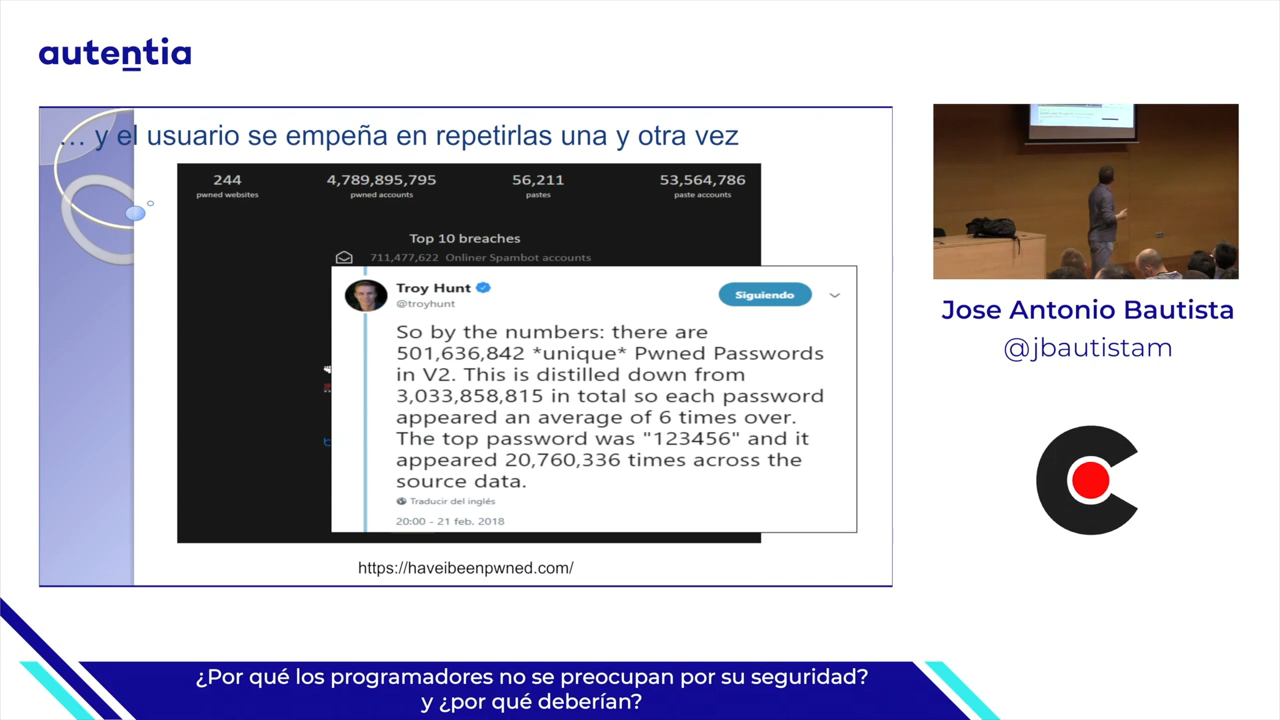 autentia
… y el usuario se empeña en repetirlas una y otra vez
244
pwned websites
4,789,895,795
pwned accounts
56,211
pastes
53,564,786
paste accounts
Top 10 breaches
711,477,622 Onliner Spambot accounts
Troy Hunt
@troyhunt
Siguiendo
So by the numbers: there are
501,636,842 *unique* Pwned Passwords
in V2. This is distilled down from
3,033,858,815 in total so each password
appeared an average of 6 times over.
The top password was "123456" and it
appeared 20,760,336 times across the
source data.
Traducir del inglés
20:00 - 21 feb. 2018
https://haveibeenpwned.com/
Jose Antonio Bautista
@jbautistam
¿Por qué los programadores no se preocupan por su seguridad?
y ¿por qué deberían?